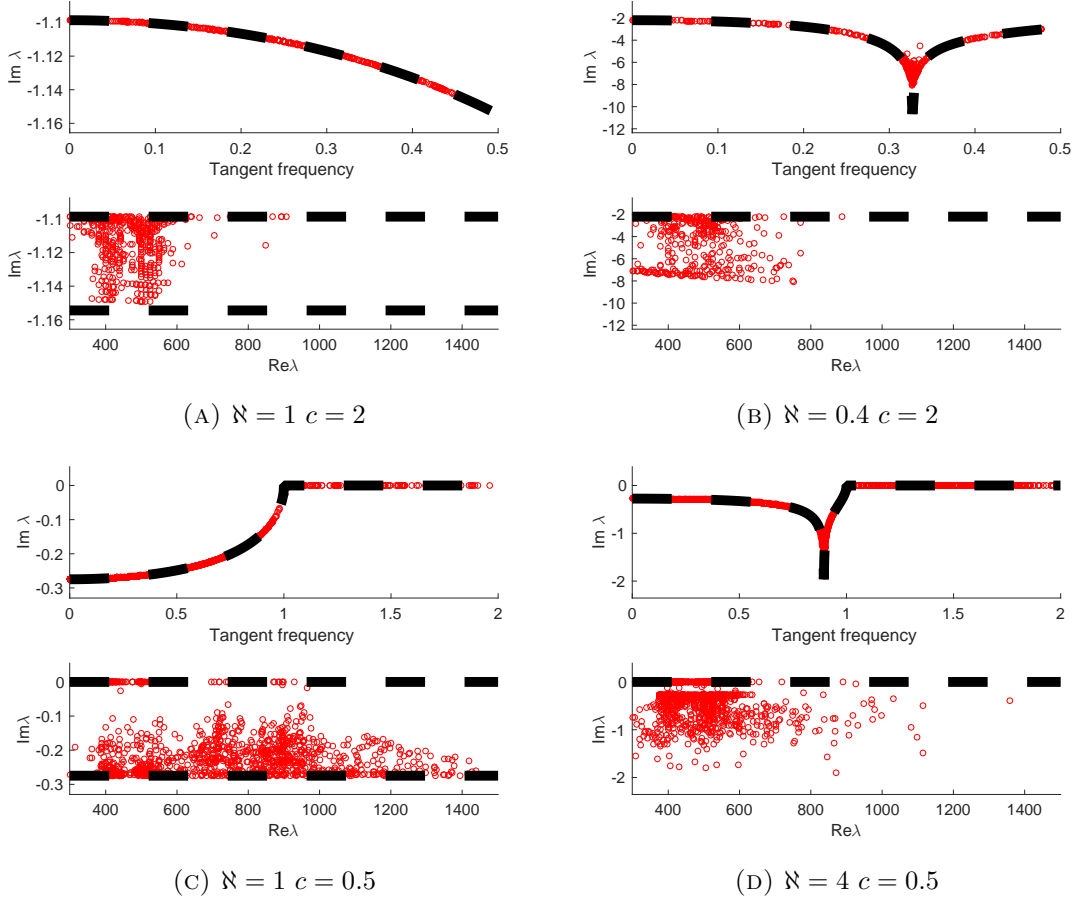 -1.1
-1.12
-1.14
-1.16
Im λ
0 0.1 0.2 0.3 0.4 0.5
Tangent frequency
-2
-4
-6
-8
-10
-12
Im λ
0 0.1 0.2 0.3 0.4 0.5
Tangent frequency
-1.1
-1.12
-1.14
-1.16
Imλ
400 600 800 1000 1200 1400
Reλ
-2
-4
-6
-8
-10
-12
Imλ
400 600 800 1000 1200 1400
Reλ
(A) ℵ = 1 c = 2
(B) ℵ = 0.4 c = 2
0
-0.1
-0.2
-0.3
Im λ
0 0.5 1 1.5 2
Tangent frequency
0
-1
-2
Im λ
0 0.5 1 1.5 2
Tangent frequency
0
-0.1
-0.2
-0.3
Imλ
400 600 800 1000 1200 1400
Reλ
0
-1
-2
Imλ
400 600 800 1000 1200 1400
Reλ
(C) ℵ = 1 c = 0.5
(D) ℵ = 4 c = 0.5